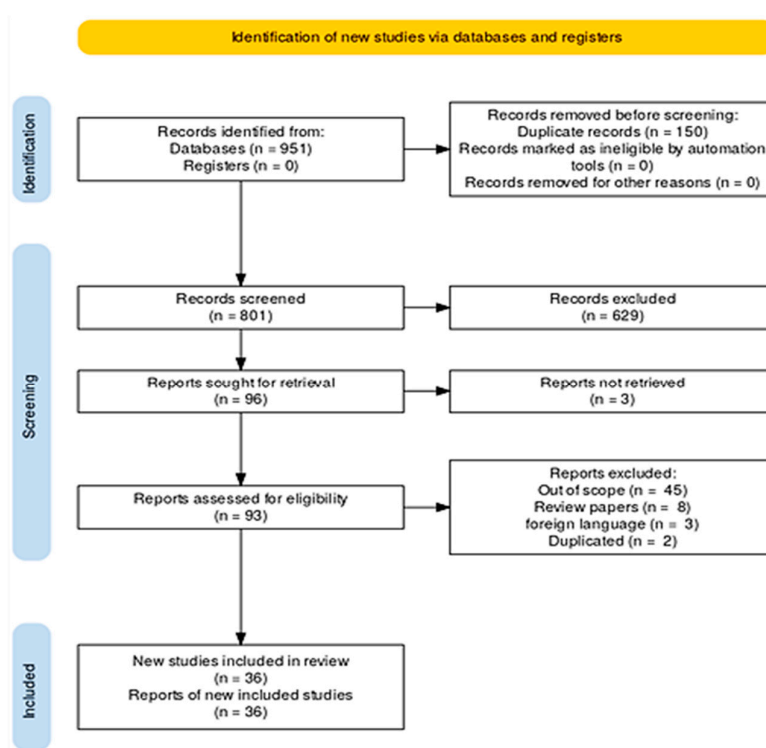 Identification of new studies via databases and registers
Identification
Records identified from:
Databases (n = 951)
Registers (n = 0)
Records removed before screening:
Duplicate records (n = 150)
Records marked as ineligible by automation
tools (n = 0)
Records removed for other reasons (n = 0)
Screening
Records screened
(n = 801)
Records excluded
(n = 629)
Reports sought for retrieval
(n = 96)
Reports not retrieved
(n = 3)
Reports assessed for eligibility
(n = 93)
Reports excluded:
Out of scope (n = 45)
Review papers (n = 8)
foreign language (n = 3)
Duplicated (n = 2)
Included
New studies included in review
(n = 36)
Reports of new included studies
(n = 36)